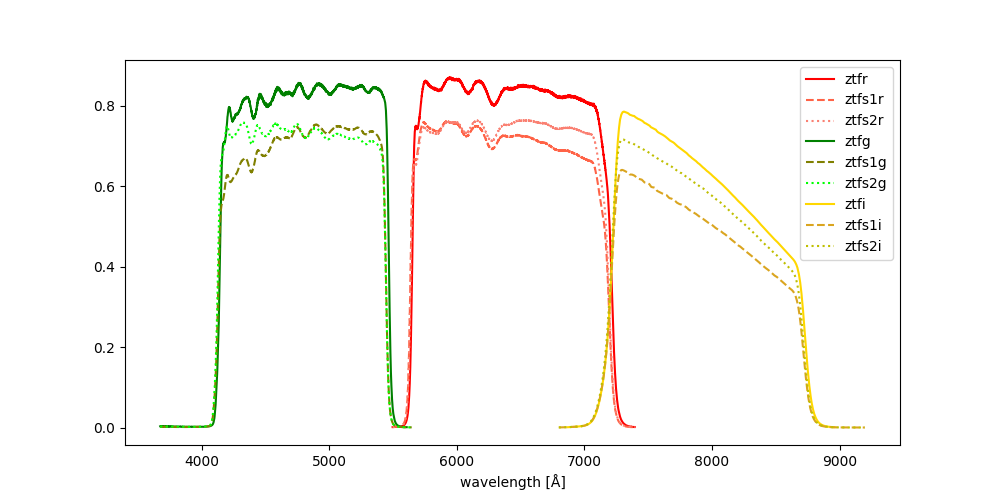 0.8
0.6
0.4
0.2
0.0
4000 5000 6000 7000 8000 9000
wavelength [Å]
ztfr
ztfs1r
ztfs2r
ztfg
ztfs1g
ztfs2g
ztfi
ztfs1i
ztfs2i